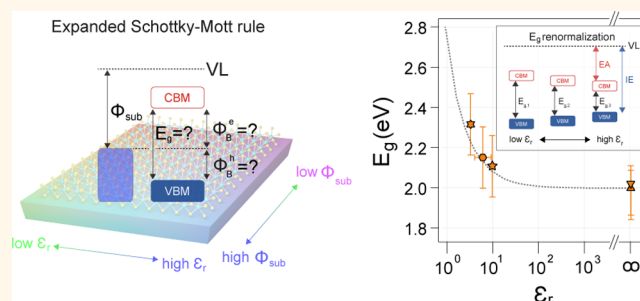 Expanded Schottky-Mott rule
VL
Φsub
CBM
Eg=?
ΦBe=?
ΦBh=?
VBM
low Φsub
low εr
high εr
high Φsub
Eg (eV)
2.8
2.6
2.4
2.2
2.0
1.8
10⁰ 10¹ 10² 10³ ∞
εr
Eg renormalization
VL
EA
IE
CBM CBM CBM
Eg,1 Eg,2 Eg,3
VBM VBM VBM
low εr high εr